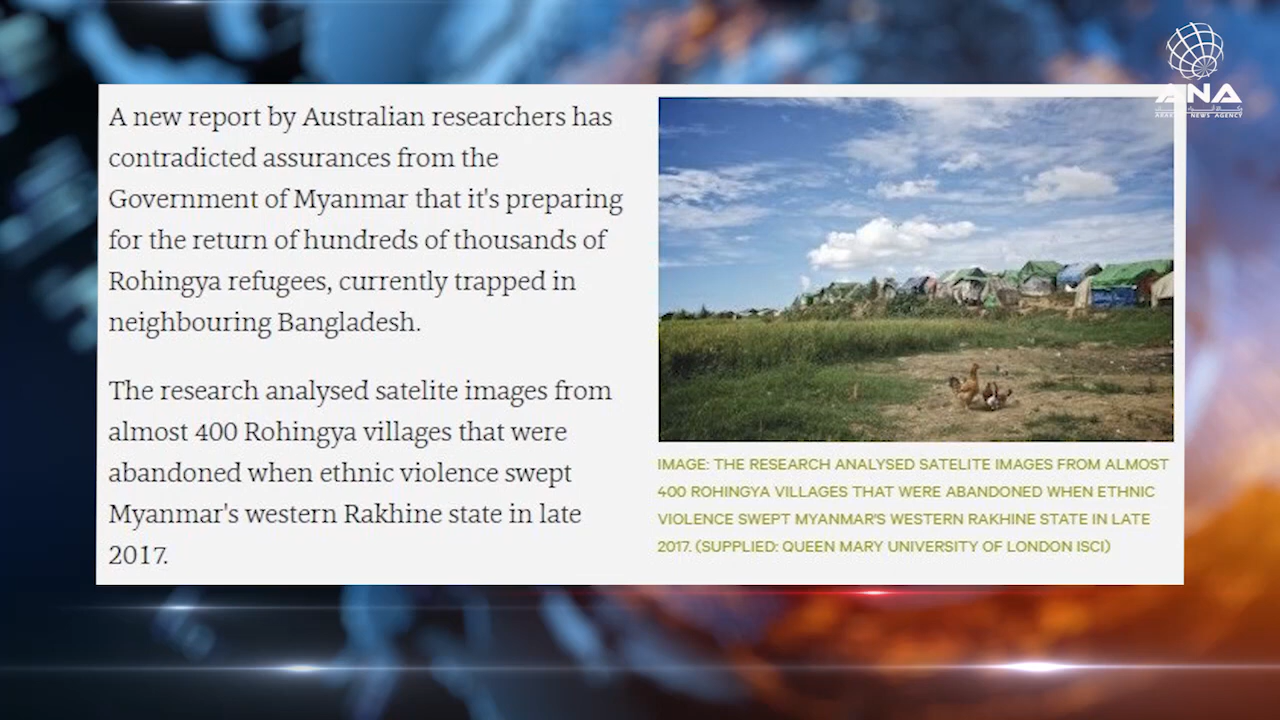 A new report by Australian researchers has
contradicted assurances from the
Government of Myanmar that it's preparing
for the return of hundreds of thousands of
Rohingya refugees, currently trapped in
neighbouring Bangladesh.
The research analysed satelite images from
almost 400 Rohingya villages that were
abandoned when ethnic violence swept
Myanmar's western Rakhine state in late
2017.
IMAGE: THE RESEARCH ANALYSED SATELITE IMAGES FROM ALMOST
400 ROHINGYA VILLAGES THAT WERE ABANDONED WHEN ETHNIC
VIOLENCE SWEPT MYANMAR'S WESTERN RAKHINE STATE IN LATE
2017. (SUPPLIED: QUEEN MARY UNIVERSITY OF LONDON ISCI)
ANA
NEWS AGENCY